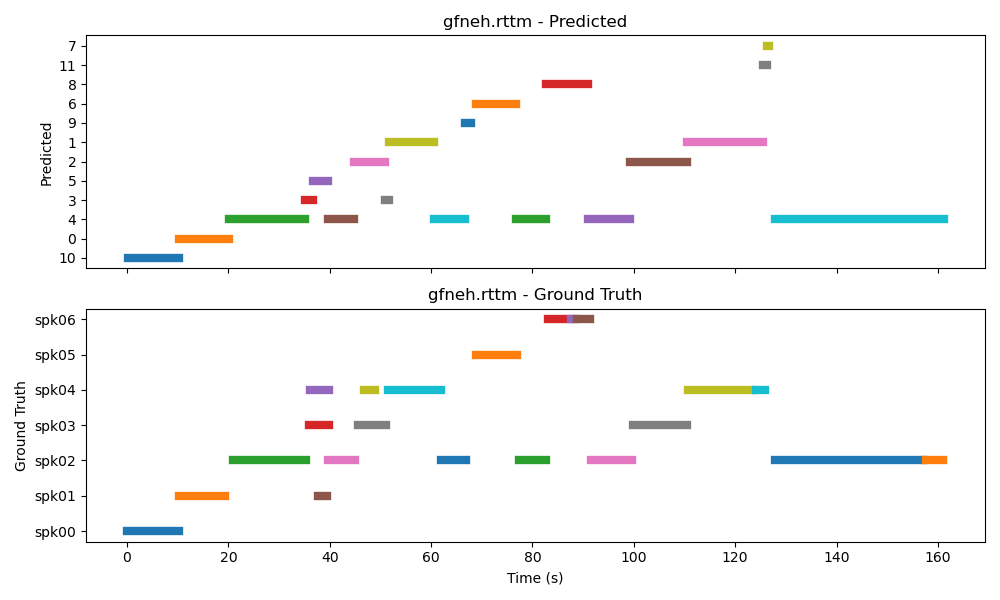 gfneh.rttm - Predicted
7
11
8
6
9
1
2
5
3
4
0
10
Predicted
gfneh.rttm - Ground Truth
spk06
spk05
spk04
spk03
spk02
spk01
spk00
Ground Truth
0 20 40 60 80 100 120 140 160
Time (s)